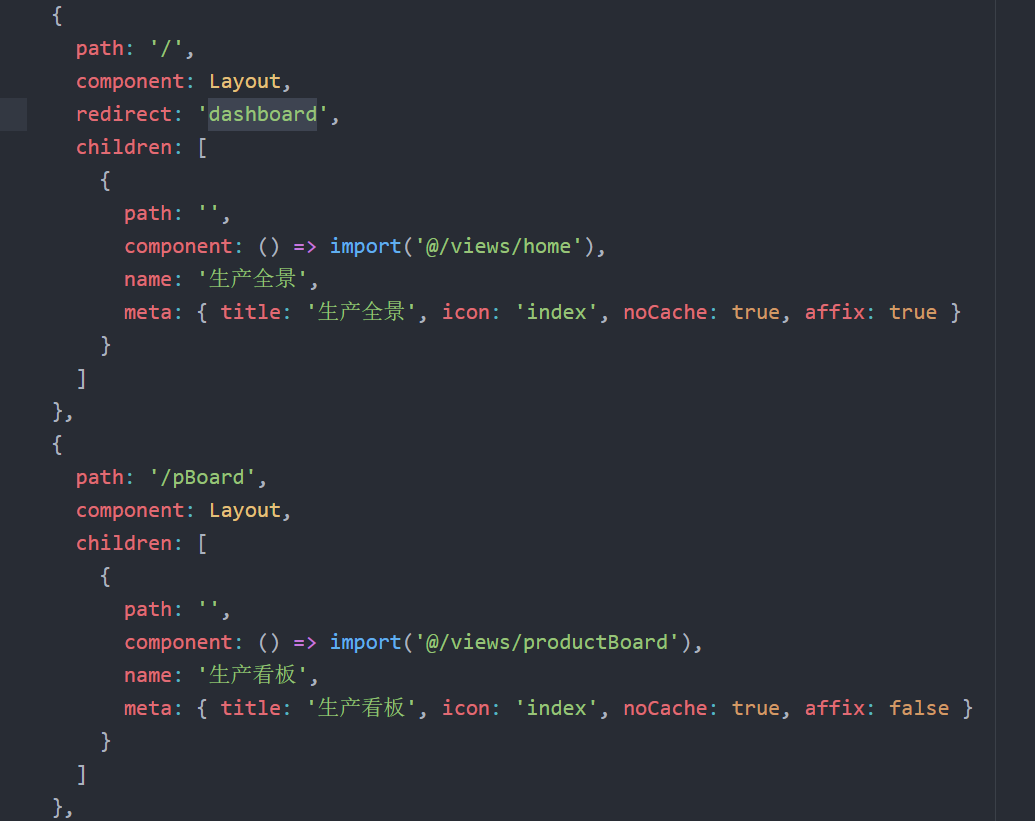 {
path: '/',
component: Layout,
redirect: 'dashboard',
children: [
{
path: '',
component: () => import('@/views/home'),
name: '生产全景',
meta: { title: '生产全景', icon: 'index', noCache: true, affix: true }
}
]
},
{
path: '/pBoard',
component: Layout,
children: [
{
path: '',
component: () => import('@/views/productBoard'),
name: '生产看板',
meta: { title: '生产看板', icon: 'index', noCache: true, affix: false }
}
]
},